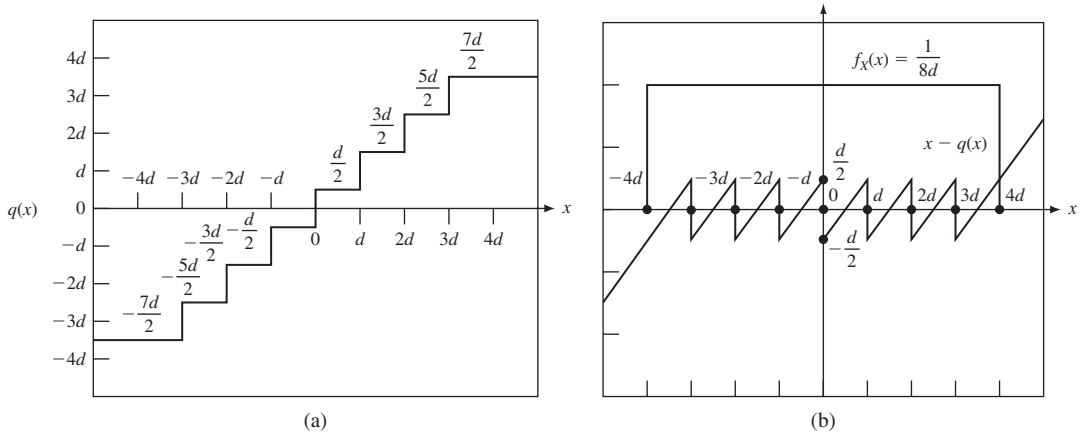 4d
3d
2d
d
q(x)
0
−d
−2d
−3d
−4d
−4d −3d −2d −d
0 d 2d 3d 4d
x
7d/2
5d/2
3d/2
d/2
−d/2
−3d/2
−5d/2
−7d/2
(a)
f_X(x) = 1/8d
x − q(x)
d/2
−4d −3d −2d −d 0 d 2d 3d 4d
x
−d/2
(b)